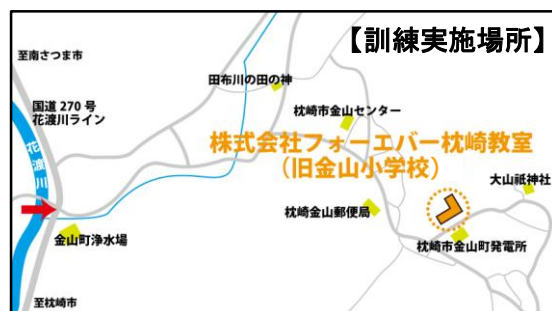 【訓練実施場所】
至南さつま市
田布川の田の神
国道270号
花渡川ライン
枕崎市金山センター
株式会社フォーエバー枕崎教室
（旧金山小学校）
花渡川
大山祇神社
枕崎金山郵便局
金山町浄水場
枕崎市金山町発電所
至枕崎市